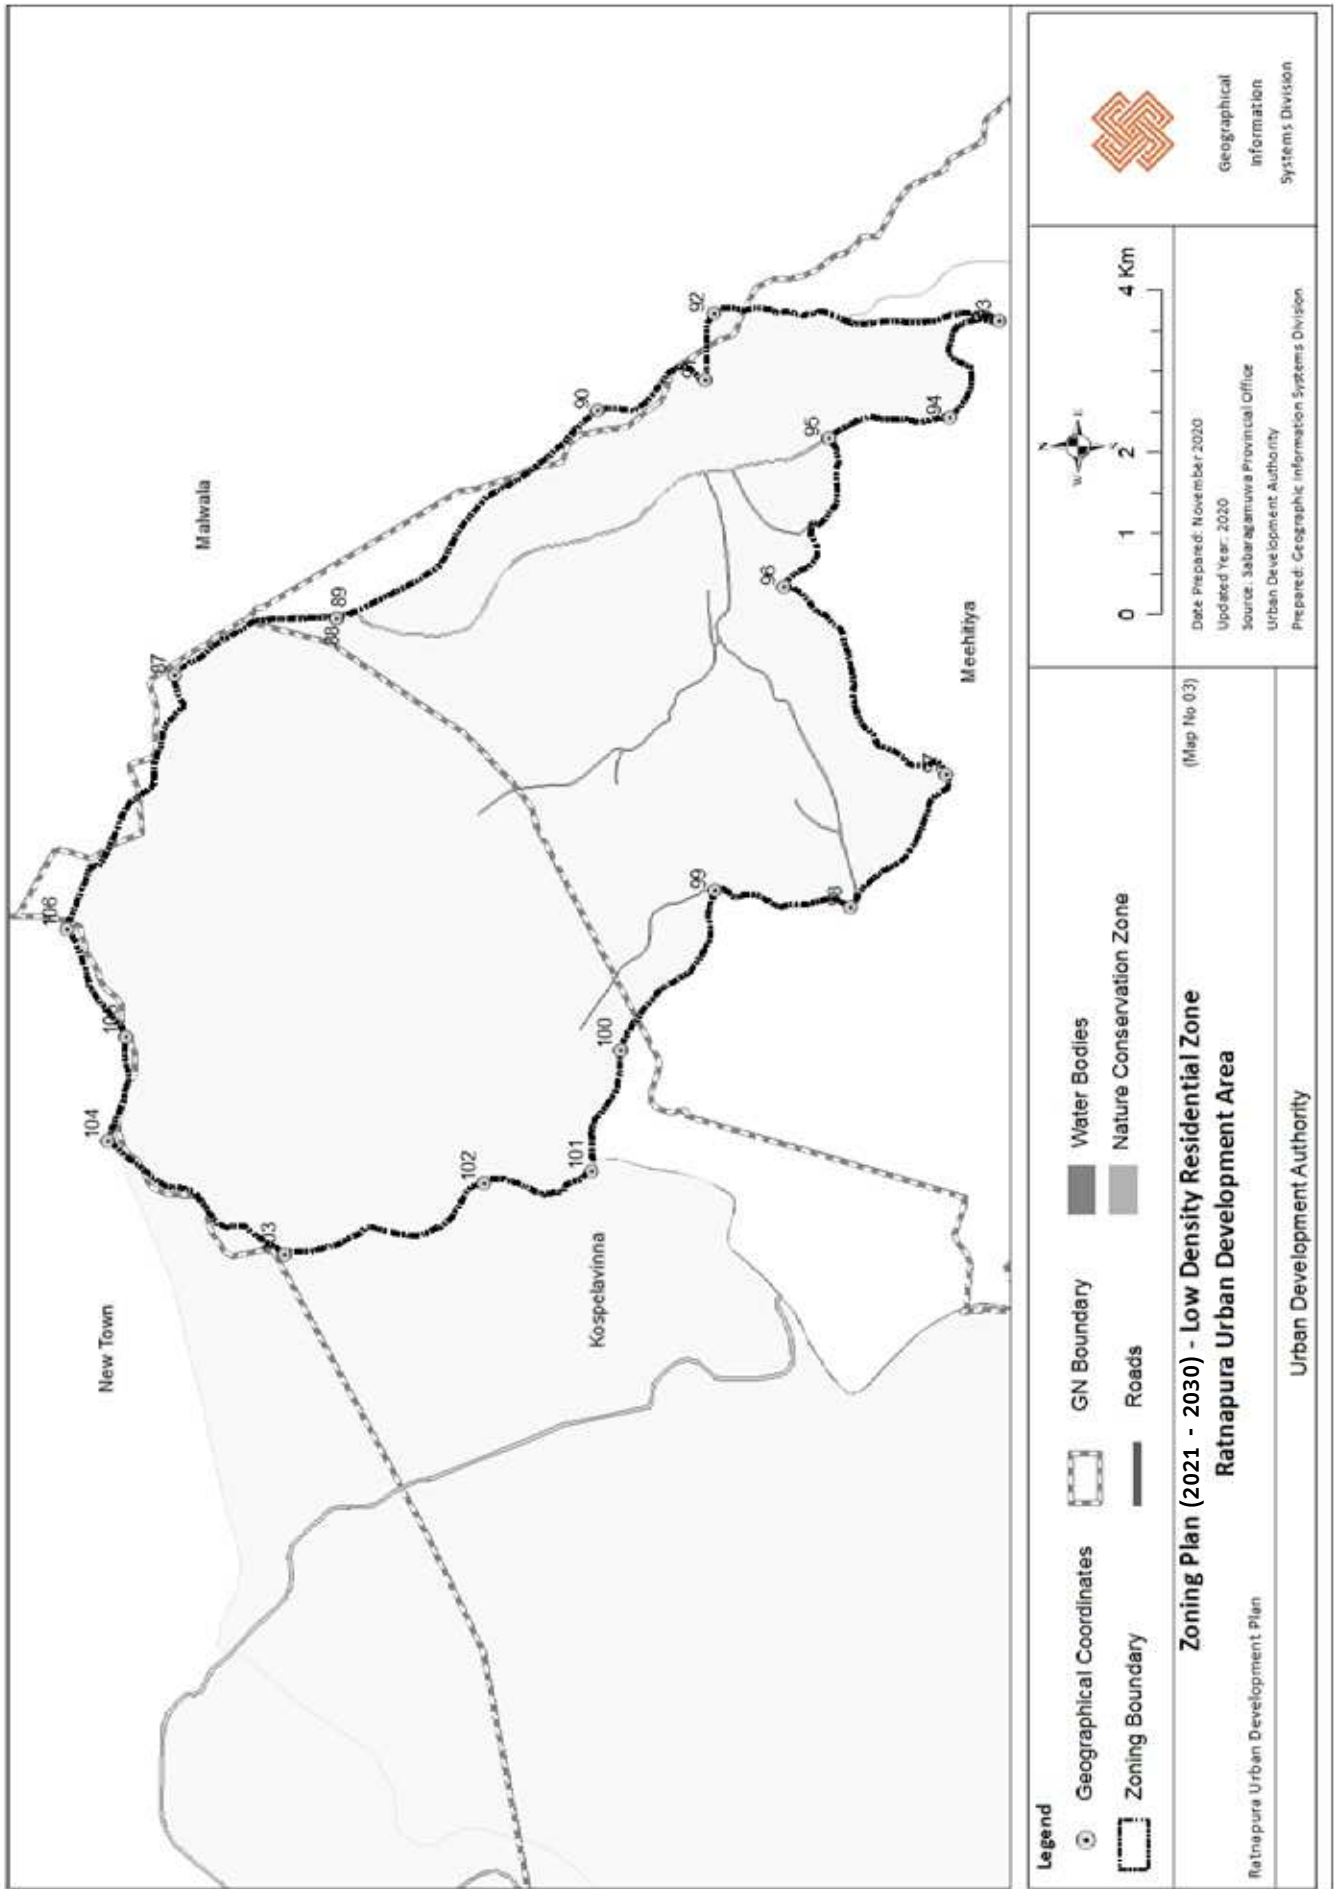 New Town
Malwala
Kospelavinna
Meehitiya
87
88
89
90
92
94
95
96
99
100
101
102
104
106
Legend
Geographical Coordinates
GN Boundary
Water Bodies
Zoning Boundary
Roads
Nature Conservation Zone
Zoning Plan (2021 - 2030) - Low Density Residential Zone
(Map No 03)
Ratnapura Urban Development Area
Ratnapura Urban Development Plan
Urban Development Authority
N
W E
S
0 1 2 4 Km
Date Prepared: November 2020
Updated Year: 2020
Source: Sabaragamuwa Provincial Office
Urban Development Authority
Prepared: Geographic Information Systems Division
Geographical
Information
Systems Division